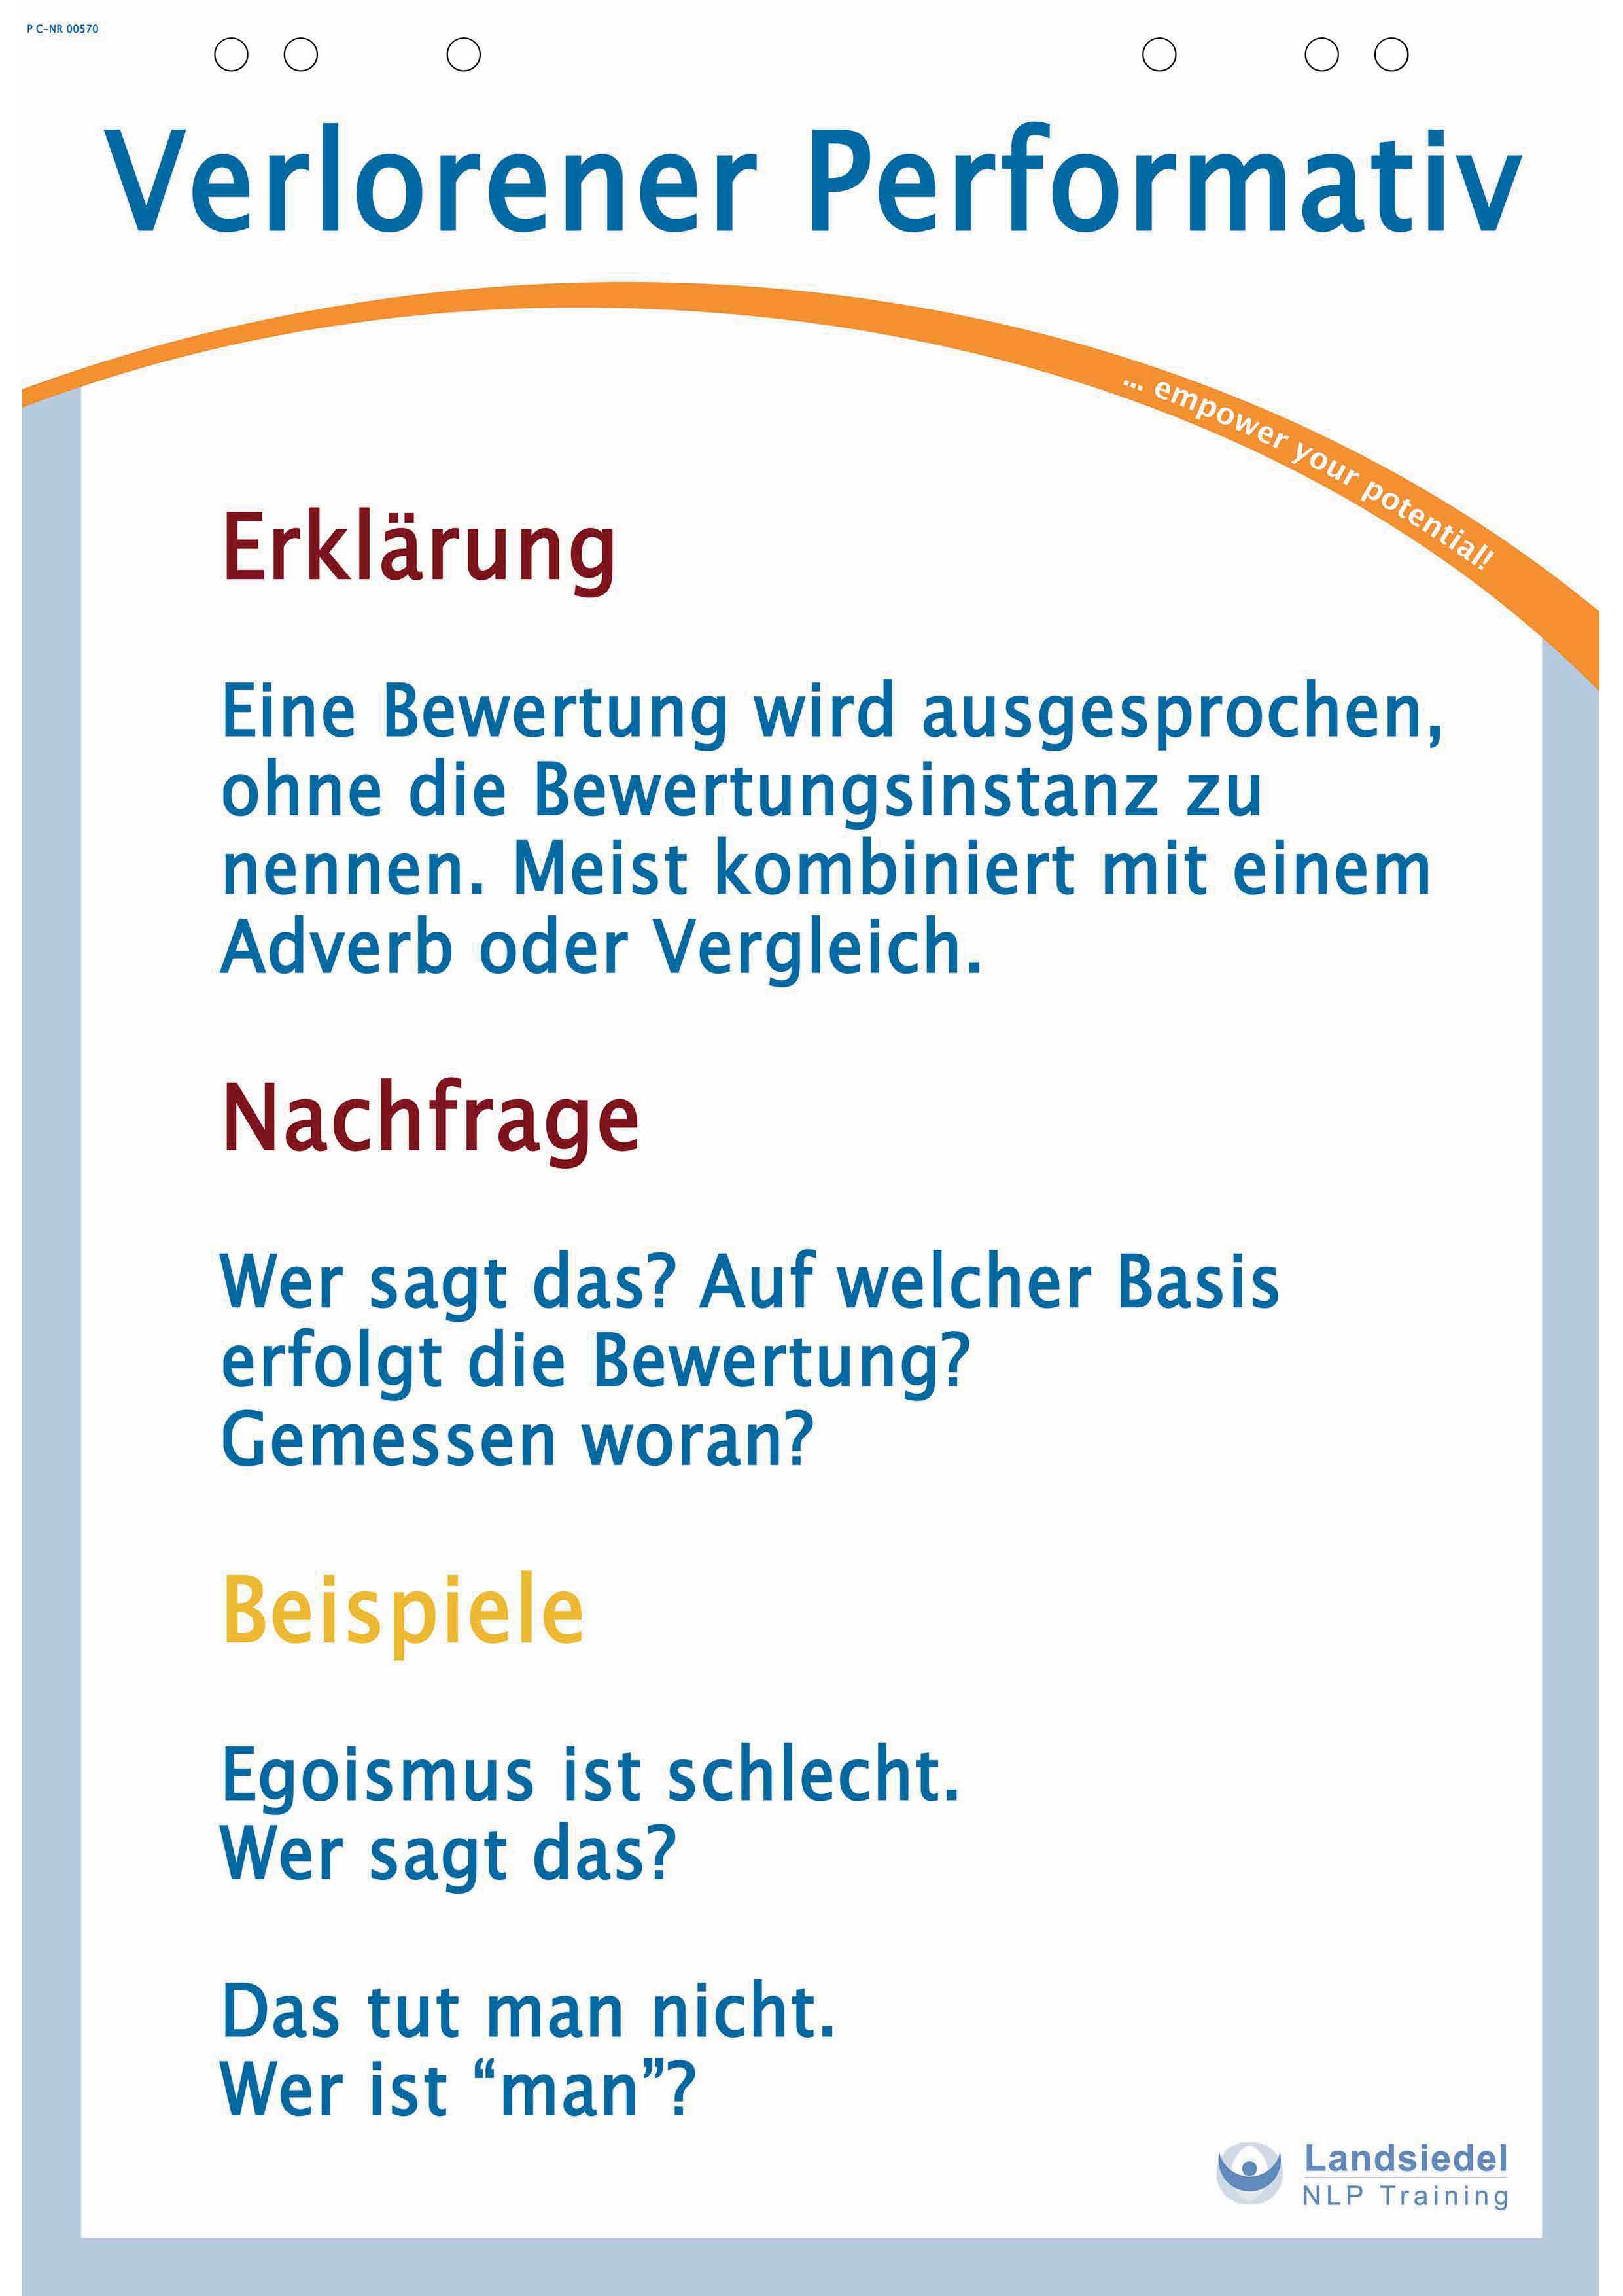 P C-NR 00570
Verlorener Performativ
... empower your potential!
Erklärung
Eine Bewertung wird ausgesprochen,
ohne die Bewertungsinstanz zu
nennen. Meist kombiniert mit einem
Adverb oder Vergleich.
Nachfrage
Wer sagt das? Auf welcher Basis
erfolgt die Bewertung?
Gemessen woran?
Beispiele
Egoismus ist schlecht.
Wer sagt das?
Das tut man nicht.
Wer ist “man”?
Landsiedel
NLP Training